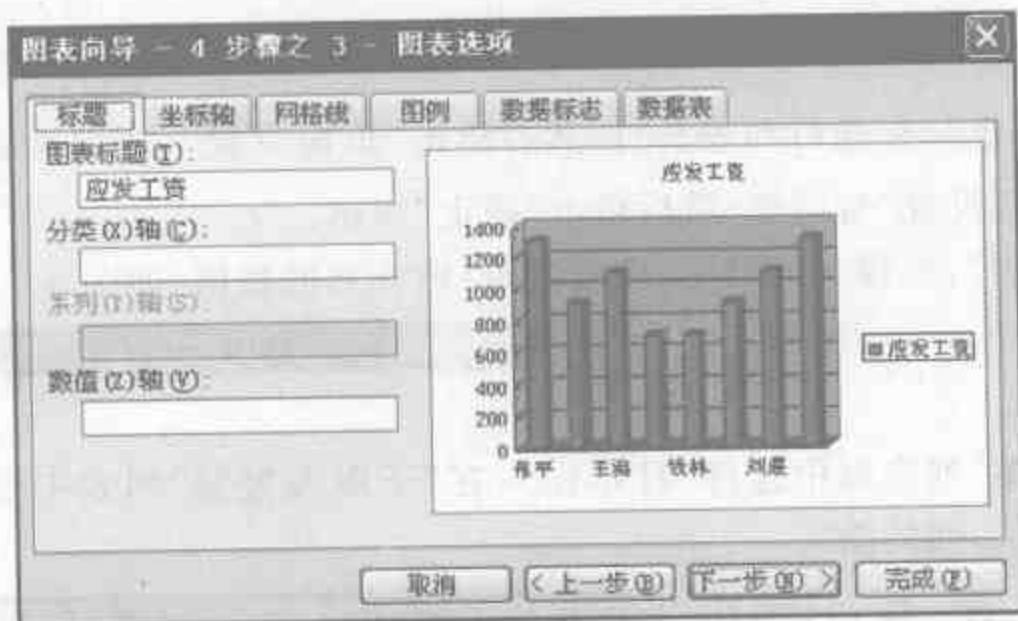 图表向导 - 4 步骤之 3 - 图表选项
标题 坐标轴 网格线 图例 数据标志 数据表
图表标题(T):
应发工资
分类(X)轴(C):
系列(Y)轴(S):
数值(Z)轴(V):
应发工资
1400
1200
1000
800
600
400
200
0
王海 铁林 刘晨
应发工资
取消 <上一步(B) 下一步(N)> 完成(F)